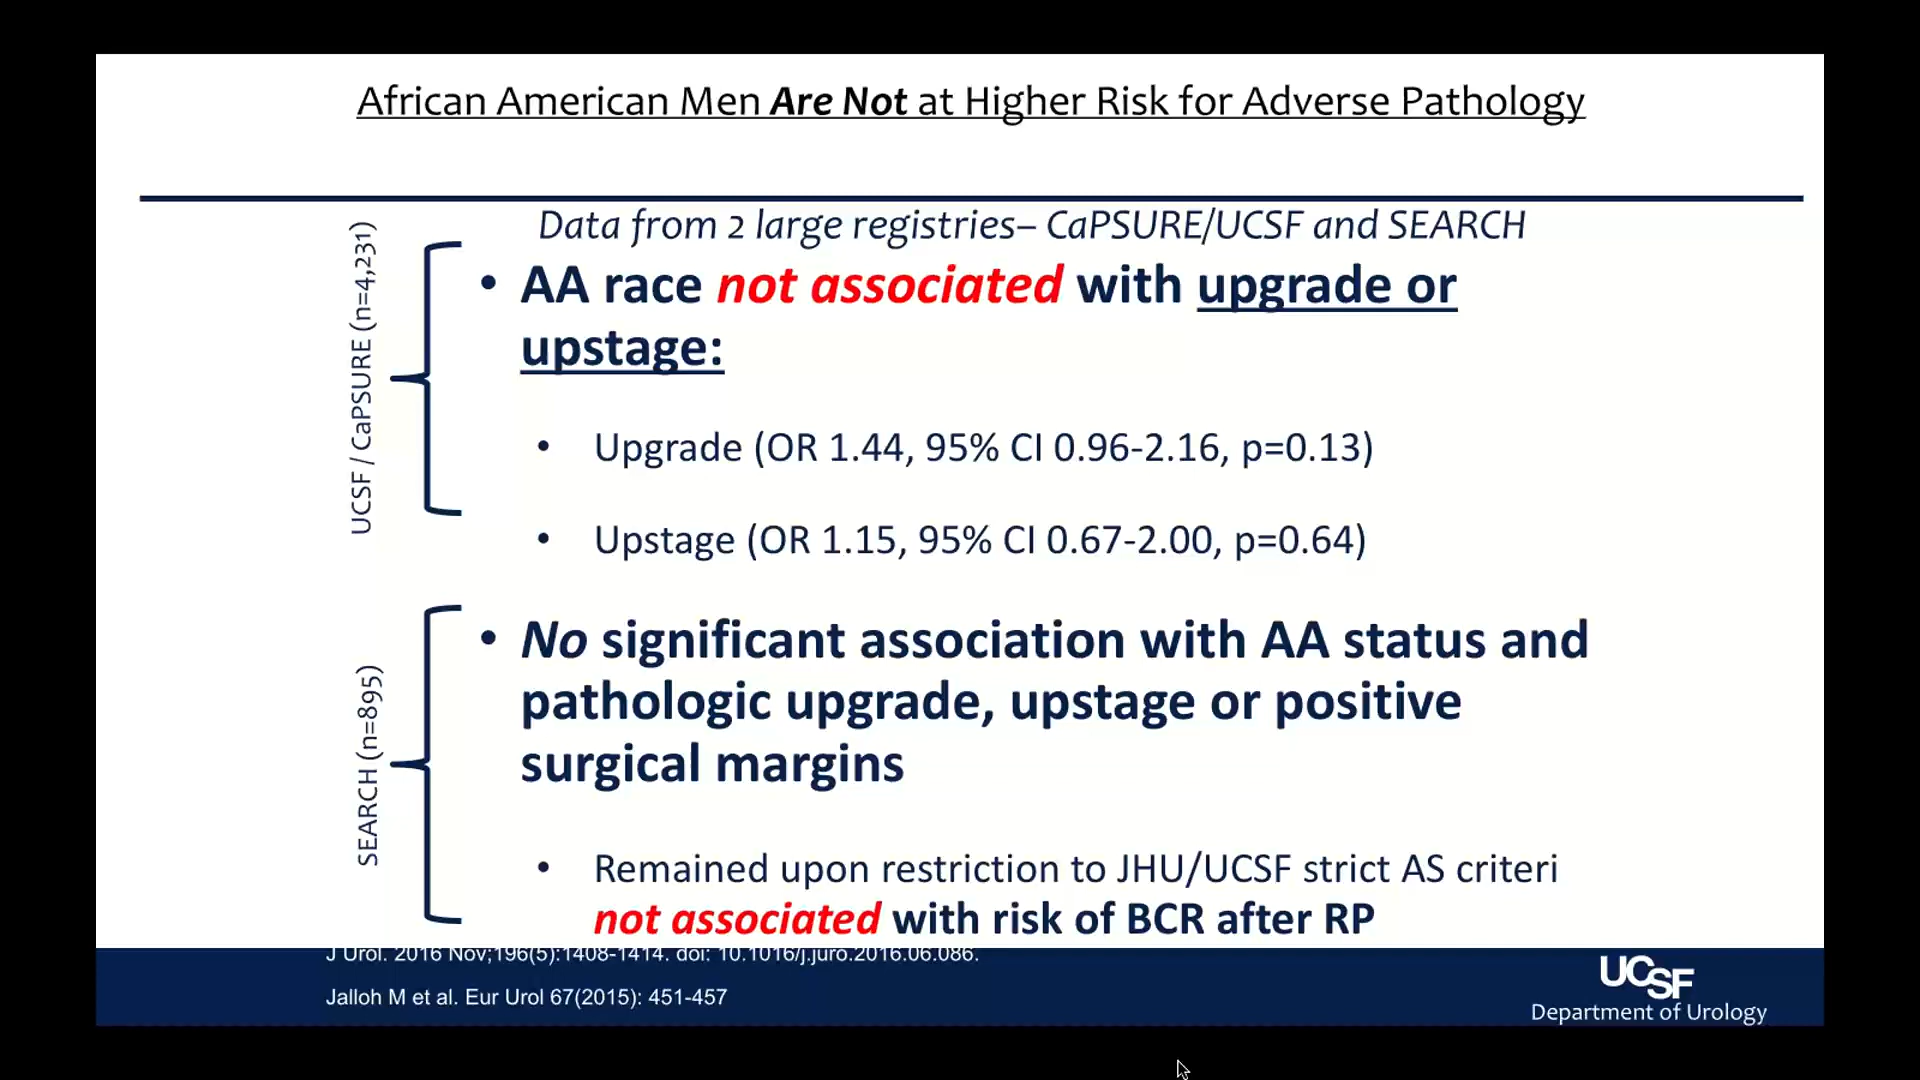 African American Men Are Not at Higher Risk for Adverse Pathology
Data from 2 large registries– CaPSURE/UCSF and SEARCH
UCSF / CaPSURE (n=4,231)
• AA race not associated with upgrade or
upstage:
• Upgrade (OR 1.44, 95% CI 0.96-2.16, p=0.13)
• Upstage (OR 1.15, 95% CI 0.67-2.00, p=0.64)
SEARCH (n=895)
• No significant association with AA status and
pathologic upgrade, upstage or positive
surgical margins
• Remained upon restriction to JHU/UCSF strict AS criteri
not associated with risk of BCR after RP
J Urol. 2016 Nov;196(5):1408-1414. doi: 10.1016/j.juro.2016.06.086.
Jalloh M et al. Eur Urol 67(2015): 451-457
UCSF
Department of Urology